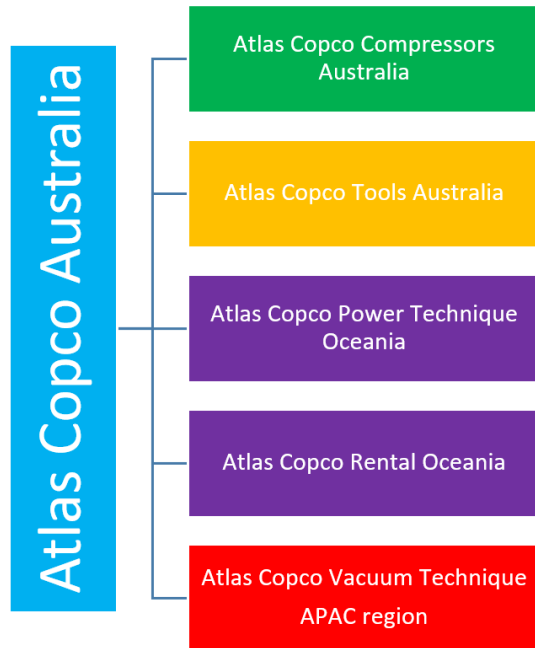 Atlas Copco Australia
Atlas Copco Compressors
Australia
Atlas Copco Tools Australia
Atlas Copco Power Technique
Oceania
Atlas Copco Rental Oceania
Atlas Copco Vacuum Technique
APAC region